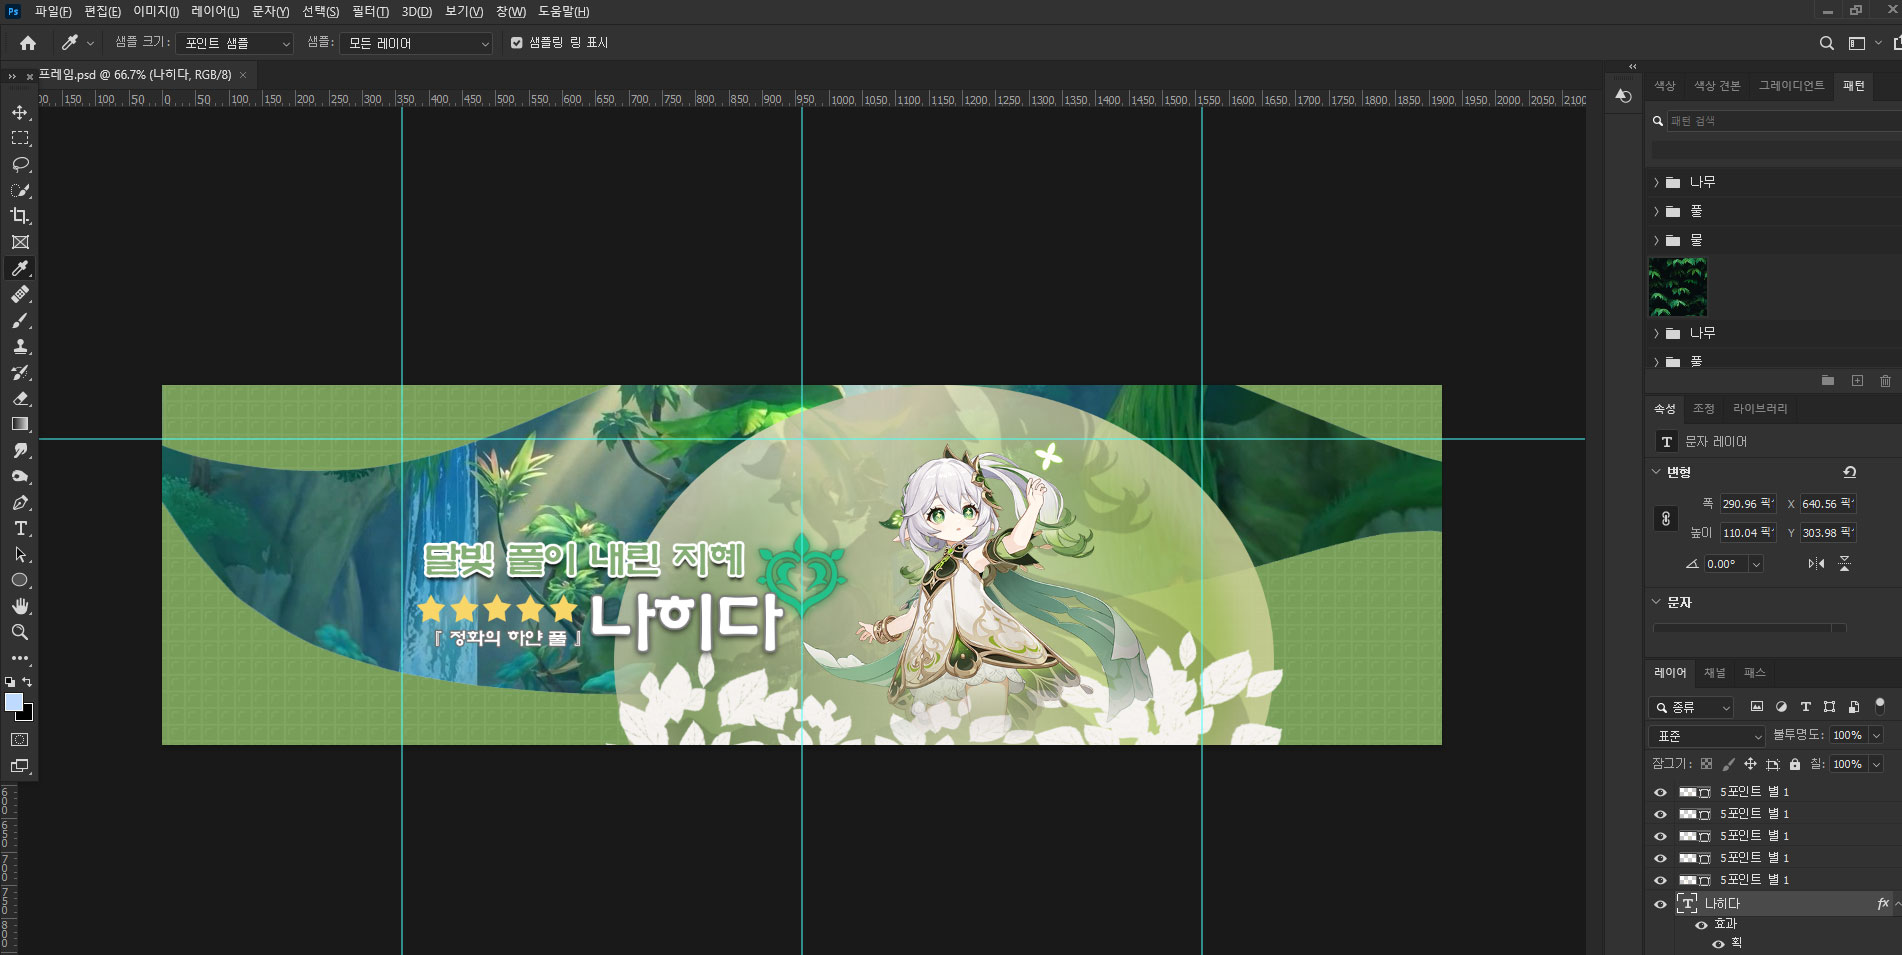 Ps 파일(F) 편집(E) 이미지(I) 레이어(L) 문자(Y) 선택(S) 필터(T) 3D(D) 보기(V) 창(W) 도움말(H)
샘플 크기: 포인트 샘플 샘플: 모든 레이어 샘플링 링 표시
프레임.psd @ 66.7% (나히다, RGB/8) ×
150 100 50 0 50 100 150 200 250 300 350 400 450 500 550 600 650 700 750 800 850 900 950 1000 1050 1100 1150 1200 1250 1300 1350 1400 1450 1500 1550 1600 1650 1700 1750 1800 1850 1900 1950 2000 2050 2100
색상 색상 견본 그레이디언트 패턴
패턴 검색
나무
풀
물
나무
풀
속성 조정 라이브러리
T 문자 레이어
변형
폭 290.96 픽 X 640.56 픽
높이 110.04 픽 Y 303.98 픽
0.00°
문자
달빛 풀이 내린 지혜
나히다
『 정화의 하얀 풀 』
레이어 채널 패스
종류
표준 불투명도: 100%
잠그기: 칠: 100%
5포인트 별 1
5포인트 별 1
5포인트 별 1
5포인트 별 1
5포인트 별 1
T 나히다 fx
효과
획
600
650
700
750
800